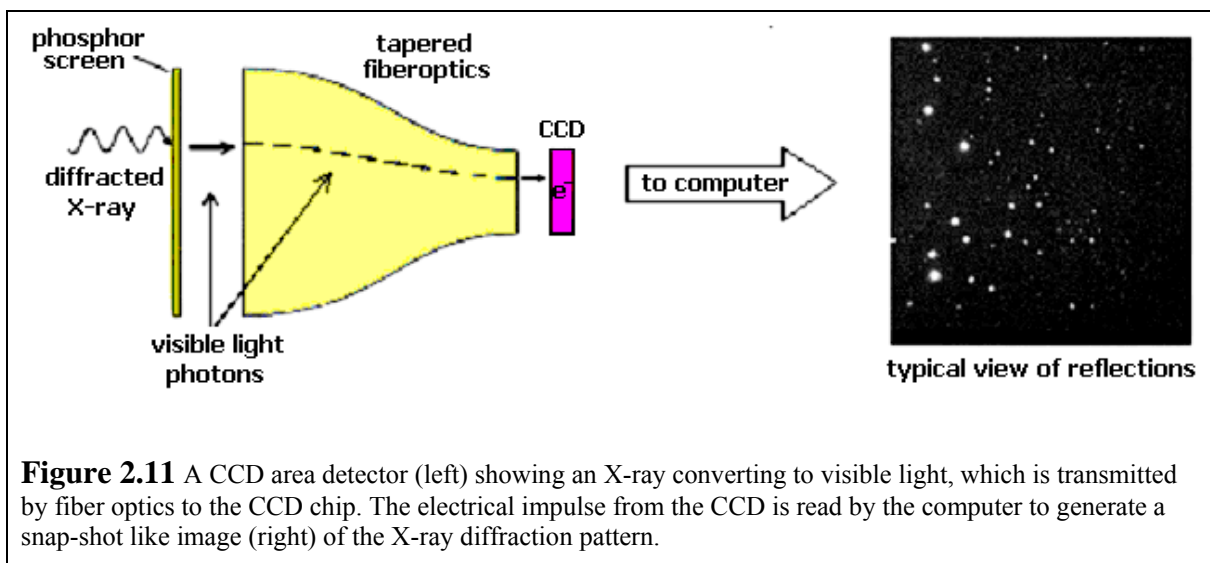 phosphor
screen
tapered
fiberoptics
CCD
diffracted
X-ray
e-
to computer
visible light
photons
typical view of reflections
Figure 2.11 A CCD area detector (left) showing an X-ray converting to visible light, which is transmitted
by fiber optics to the CCD chip. The electrical impulse from the CCD is read by the computer to generate a
snap-shot like image (right) of the X-ray diffraction pattern.